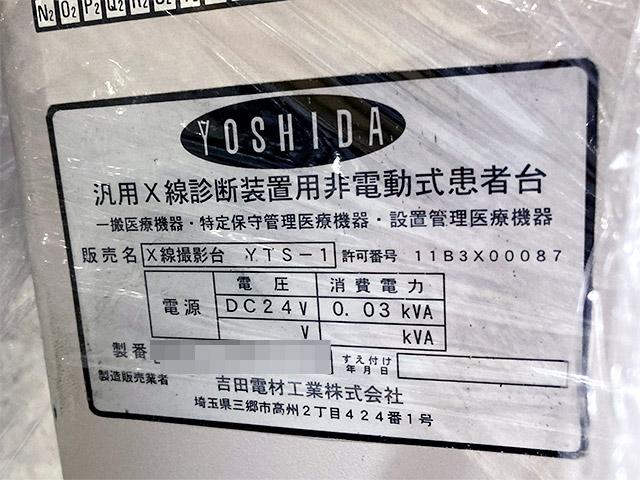 N₂ O₂ P₂ Q₂ R₂
YOSHIDA
汎用X線診断装置用非電動式患者台
一搬医療機器・特定保守管理医療機器・設置管理医療機器
販売名 X線撮影台 YTS-1 許可番号 11B3X00087
電圧 消費電力
電源 DC24V 0.03kVA
V kVA
製番 すえ付け年月日
製造販売業者 吉田電材工業株式会社
埼玉県三郷市高州2丁目424番1号